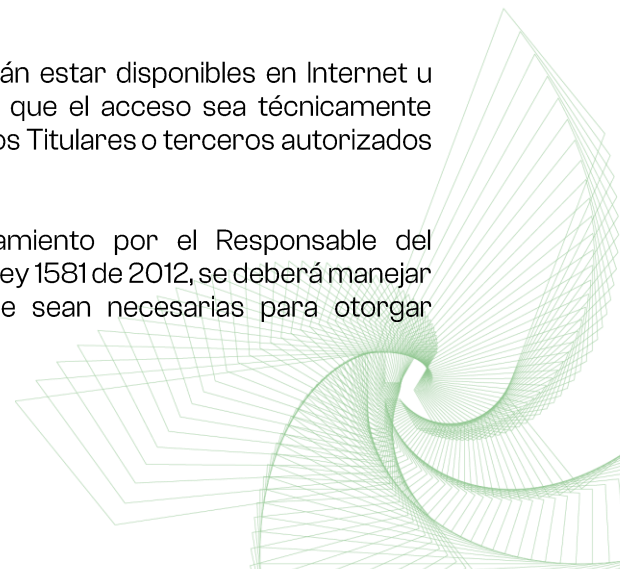 án estar disponibles en Internet u
que el acceso sea técnicamente
os Titulares o terceros autorizados
amiento por el Responsable del
ey 1581 de 2012, se deberá manejar
e sean necesarias para otorgar